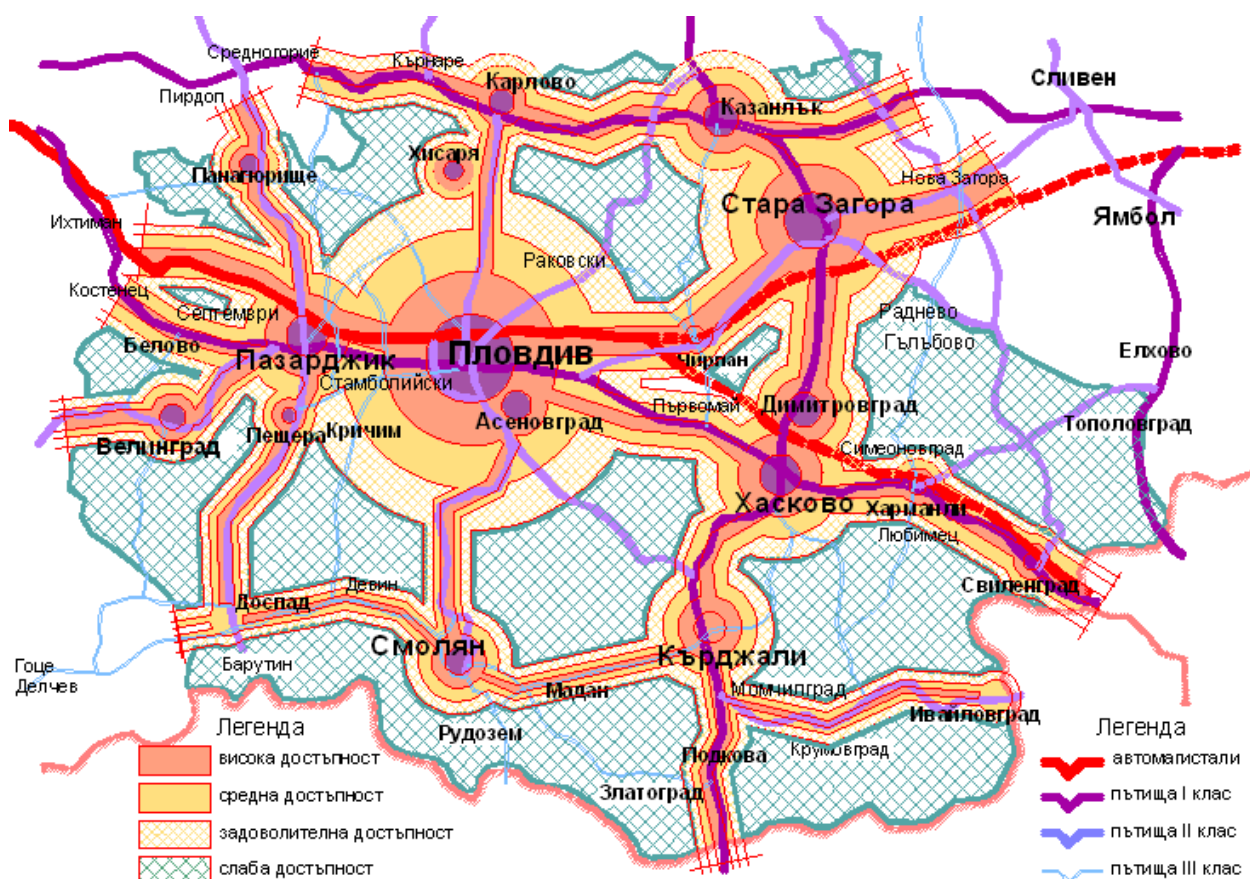 Средногорие
Кърнаре
Пирдоп
Карлово
Сливен
Казанлък
Хисаря
Панагюрище
Нова Загора
Стара Загора
Ямбол
Ихтиман
Раковски
Костенец
Септември
Раднево
Гълъбово
Белово
Пазарджик
Пловдив
Чирпан
Елхово
Стамболийски
Първомай
Димитровград
Асеновград
Тополовград
Велинград
Пещера
Кричим
Симеоновград
Хасково
Харманли
Любимец
Свиленград
Девин
Доспад
Смолян
Кърджали
Барутин
Гоце
Делчев
Мадан
Момчилград
Ивайловград
Рудозем
Подкова
Крумовград
Златоград
Легенда
висока достъпност
средна достъпност
задоволителна достъпност
слаба достъпност
Легенда
автомагистали
пътища I клас
пътища II клас
пътища III клас